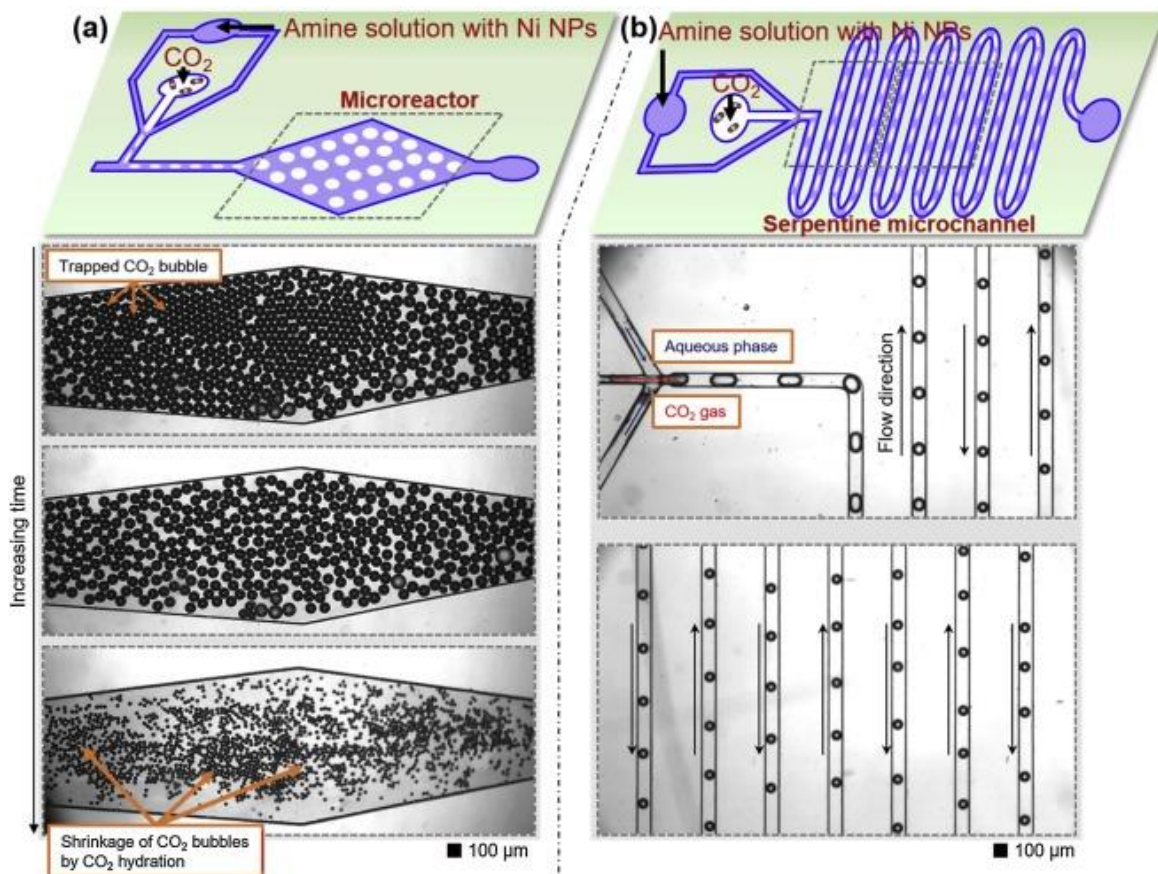 (a)
Amine solution with Ni NPs
CO₂
Microreactor
Increasing time
Trapped CO₂ bubble
Shrinkage of CO₂ bubbles
by CO₂ hydration
100 μm
(b)
Amine solution with Ni NPs
CO₂
Serpentine microchannel
Aqueous phase
CO₂ gas
Flow direction
100 μm